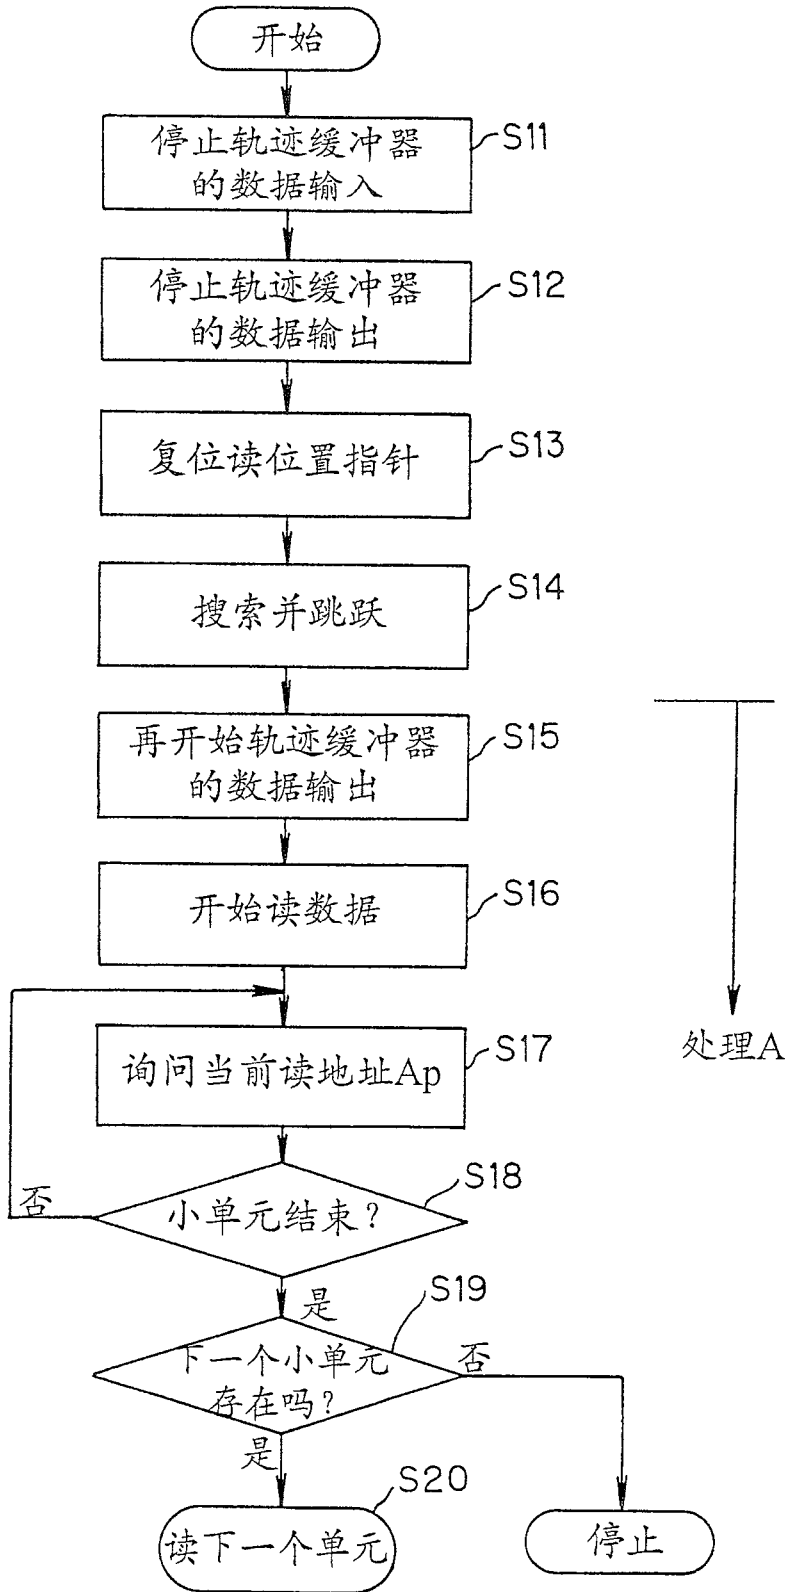 开始
停止轨迹缓冲器
的数据输入
S11
停止轨迹缓冲器
的数据输出
S12
复位读位置指针
S13
搜索并跳跃
S14
再开始轨迹缓冲器
的数据输出
S15
开始读数据
S16
询问当前读地址Ap
S17
处理A
小单元结束?
S18
否
是
下一个小单元
存在吗?
S19
否
是
读下一个单元
S20
停止